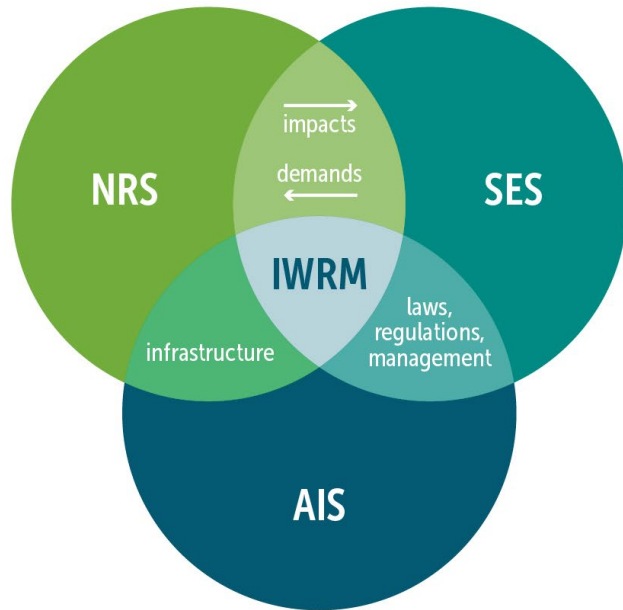 impacts
demands
NRS
SES
IWRM
infrastructure
laws,
regulations,
management
AIS